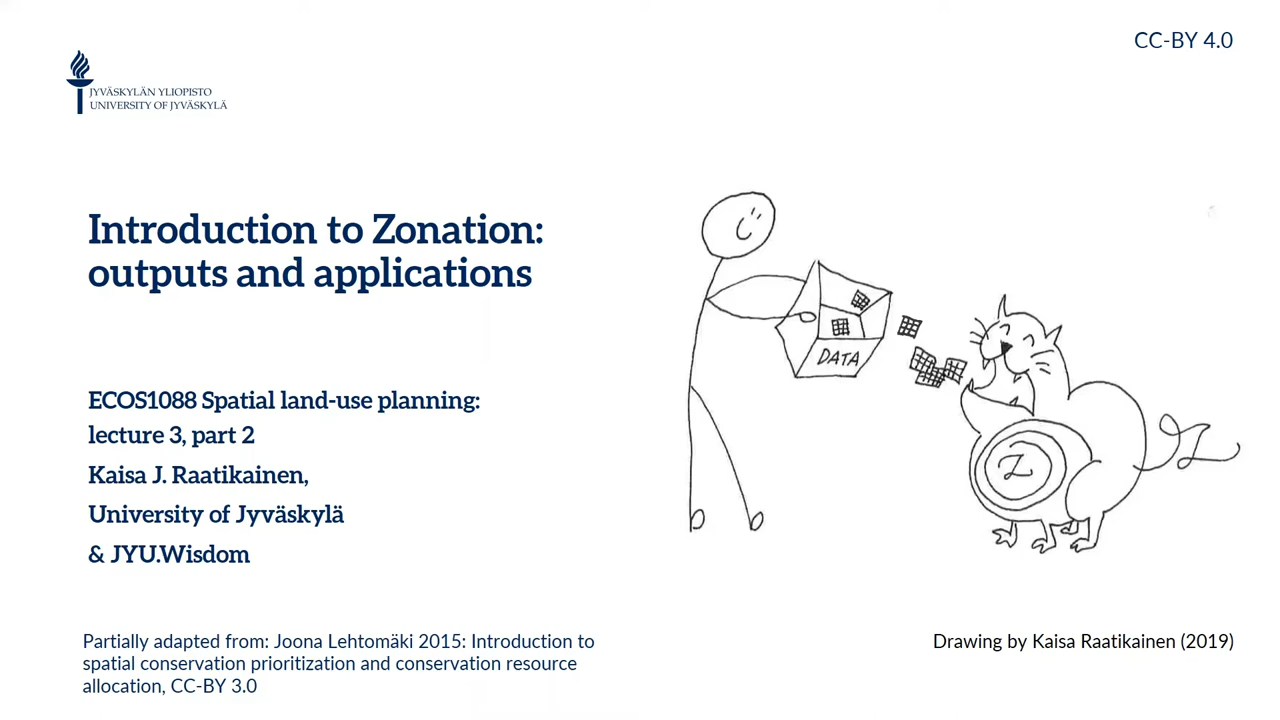 CC-BY 4.0
JYVÄSKYLÄN YLIOPISTO
UNIVERSITY OF JYVÄSKYLÄ
Introduction to Zonation:
outputs and applications
DATA
Z
Z
ECOS1088 Spatial land-use planning:
lecture 3, part 2
Kaisa J. Raatikainen,
University of Jyväskylä
& JYU.Wisdom
Partially adapted from: Joona Lehtomäki 2015: Introduction to
spatial conservation prioritization and conservation resource
allocation, CC-BY 3.0
Drawing by Kaisa Raatikainen (2019)